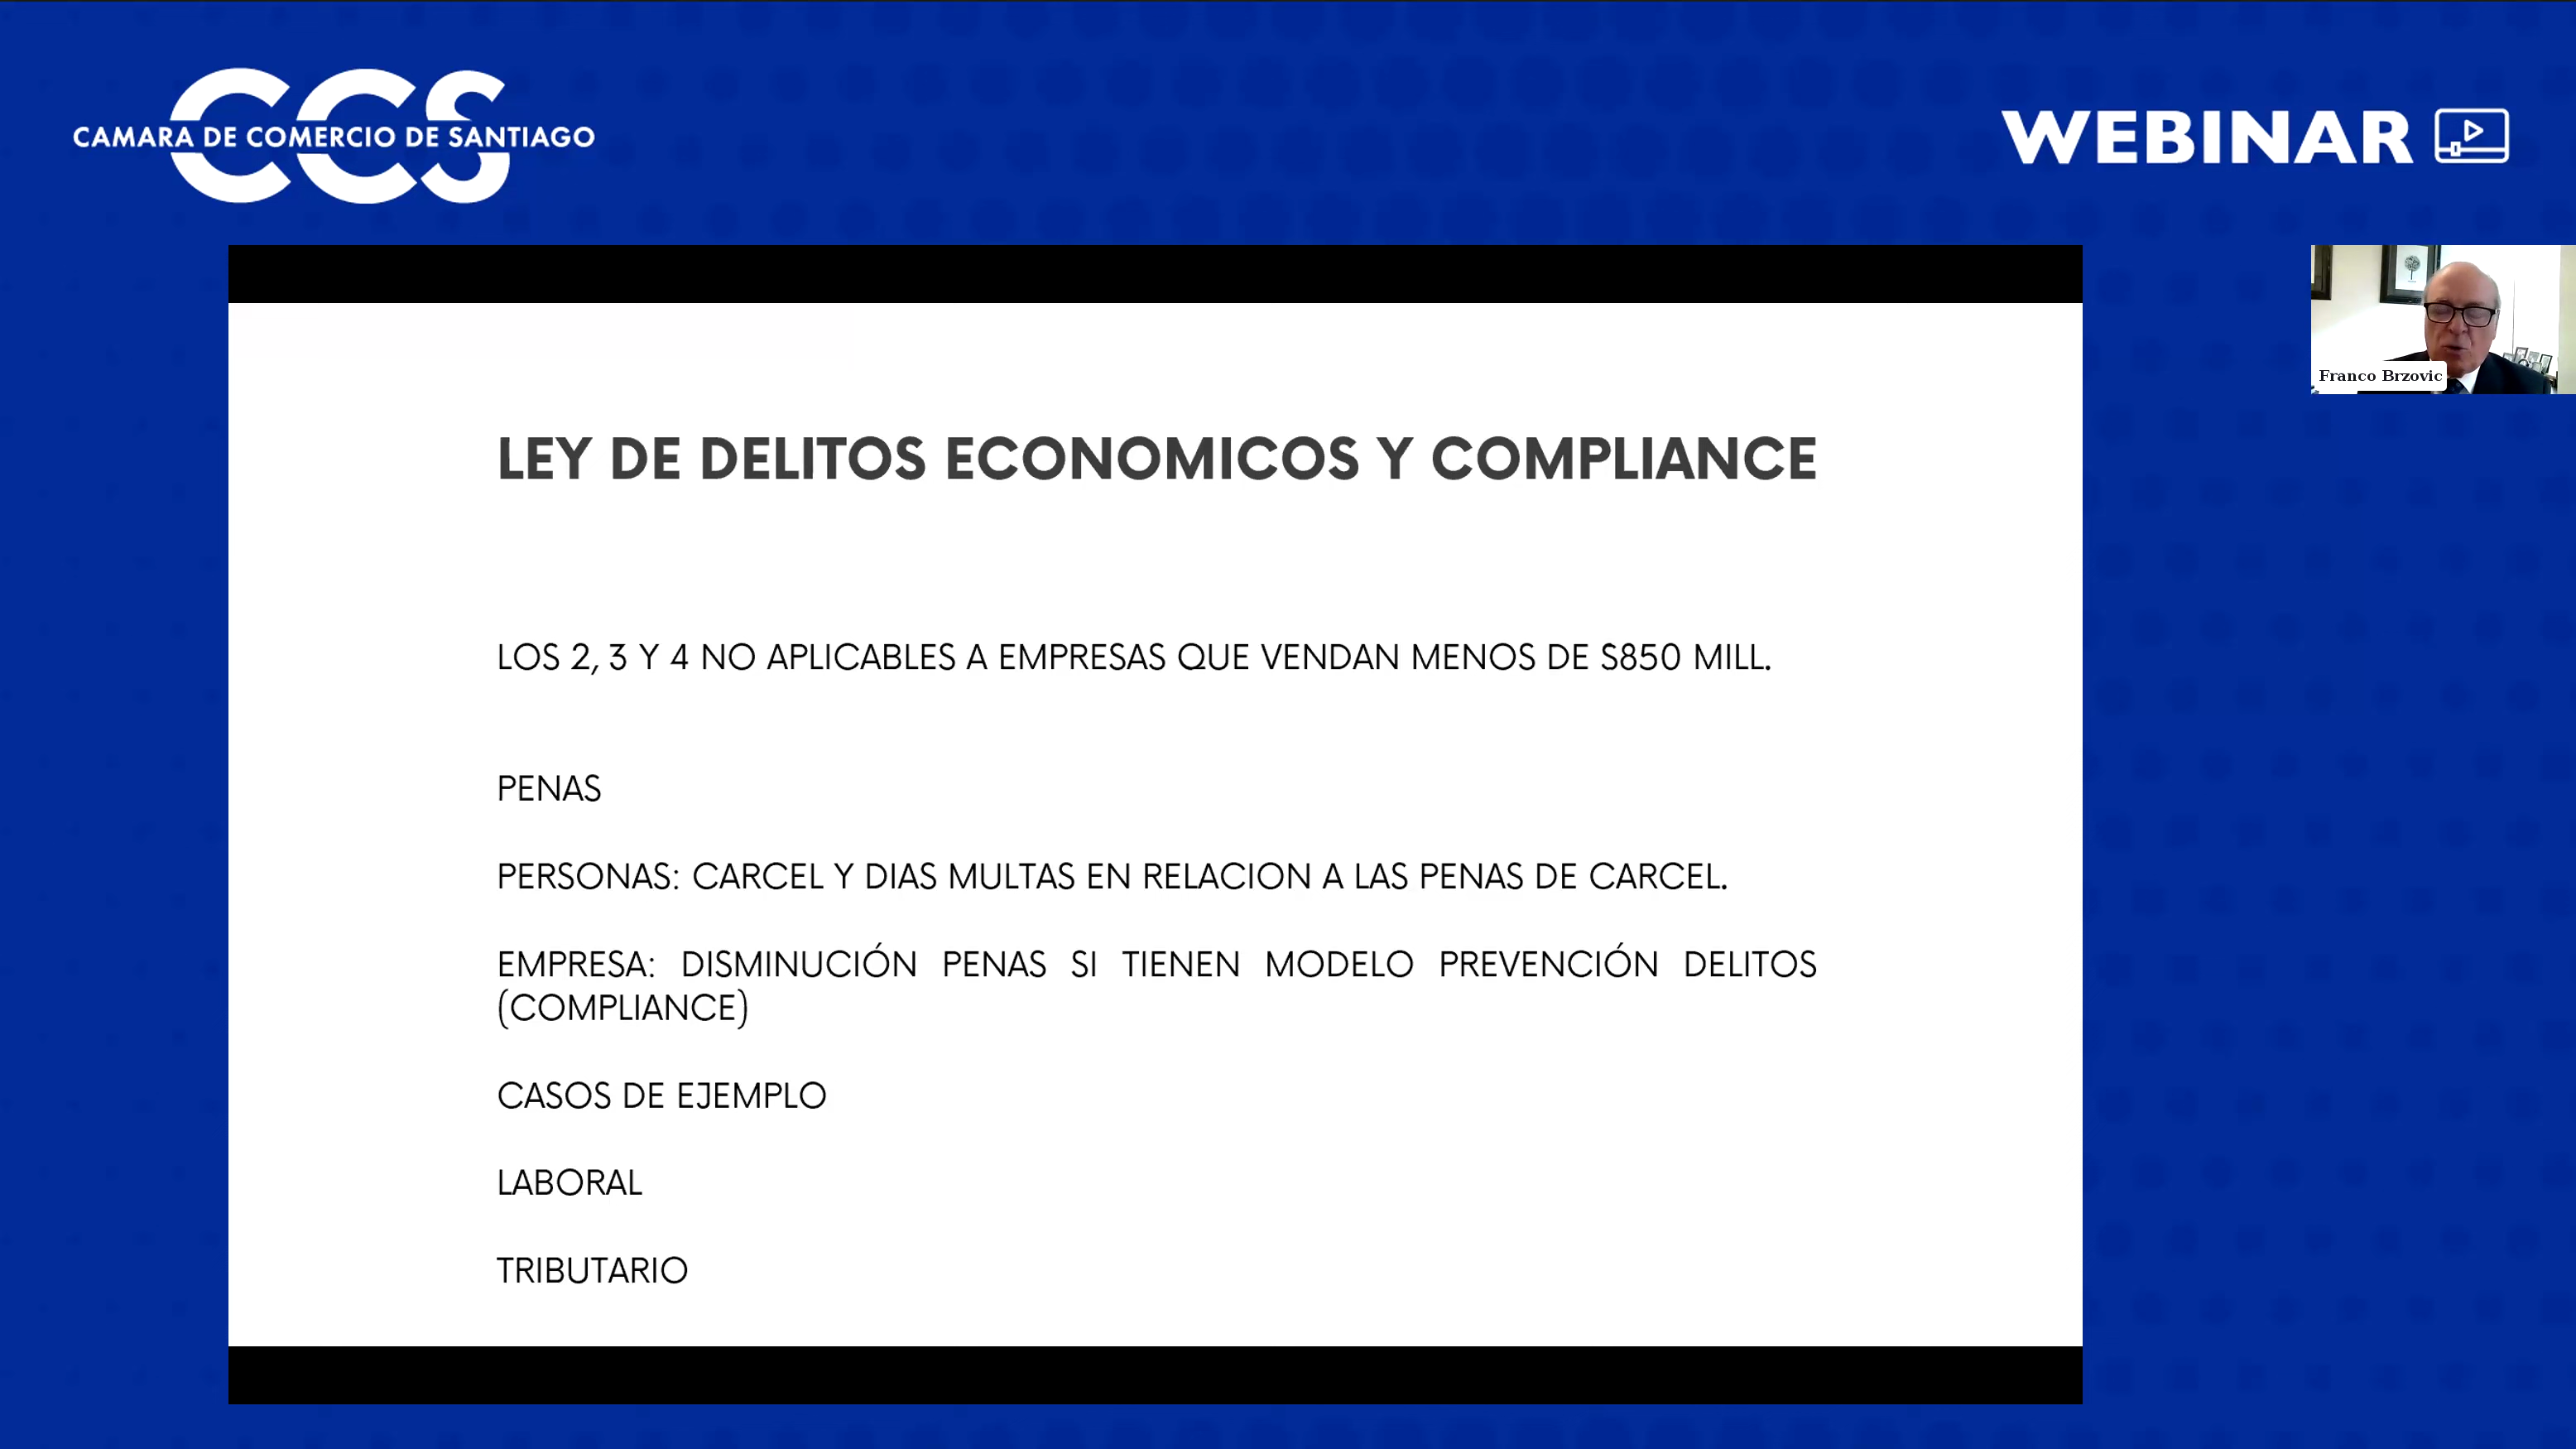 CCS
CAMARA DE COMERCIO DE SANTIAGO
WEBINAR
Franco Brzovic
LEY DE DELITOS ECONOMICOS Y COMPLIANCE
LOS 2, 3 Y 4 NO APLICABLES A EMPRESAS QUE VENDAN MENOS DE S850 MILL.
PENAS
PERSONAS: CARCEL Y DIAS MULTAS EN RELACION A LAS PENAS DE CARCEL.
EMPRESA: DISMINUCIÓN PENAS SI TIENEN MODELO PREVENCIÓN DELITOS
(COMPLIANCE)
CASOS DE EJEMPLO
LABORAL
TRIBUTARIO